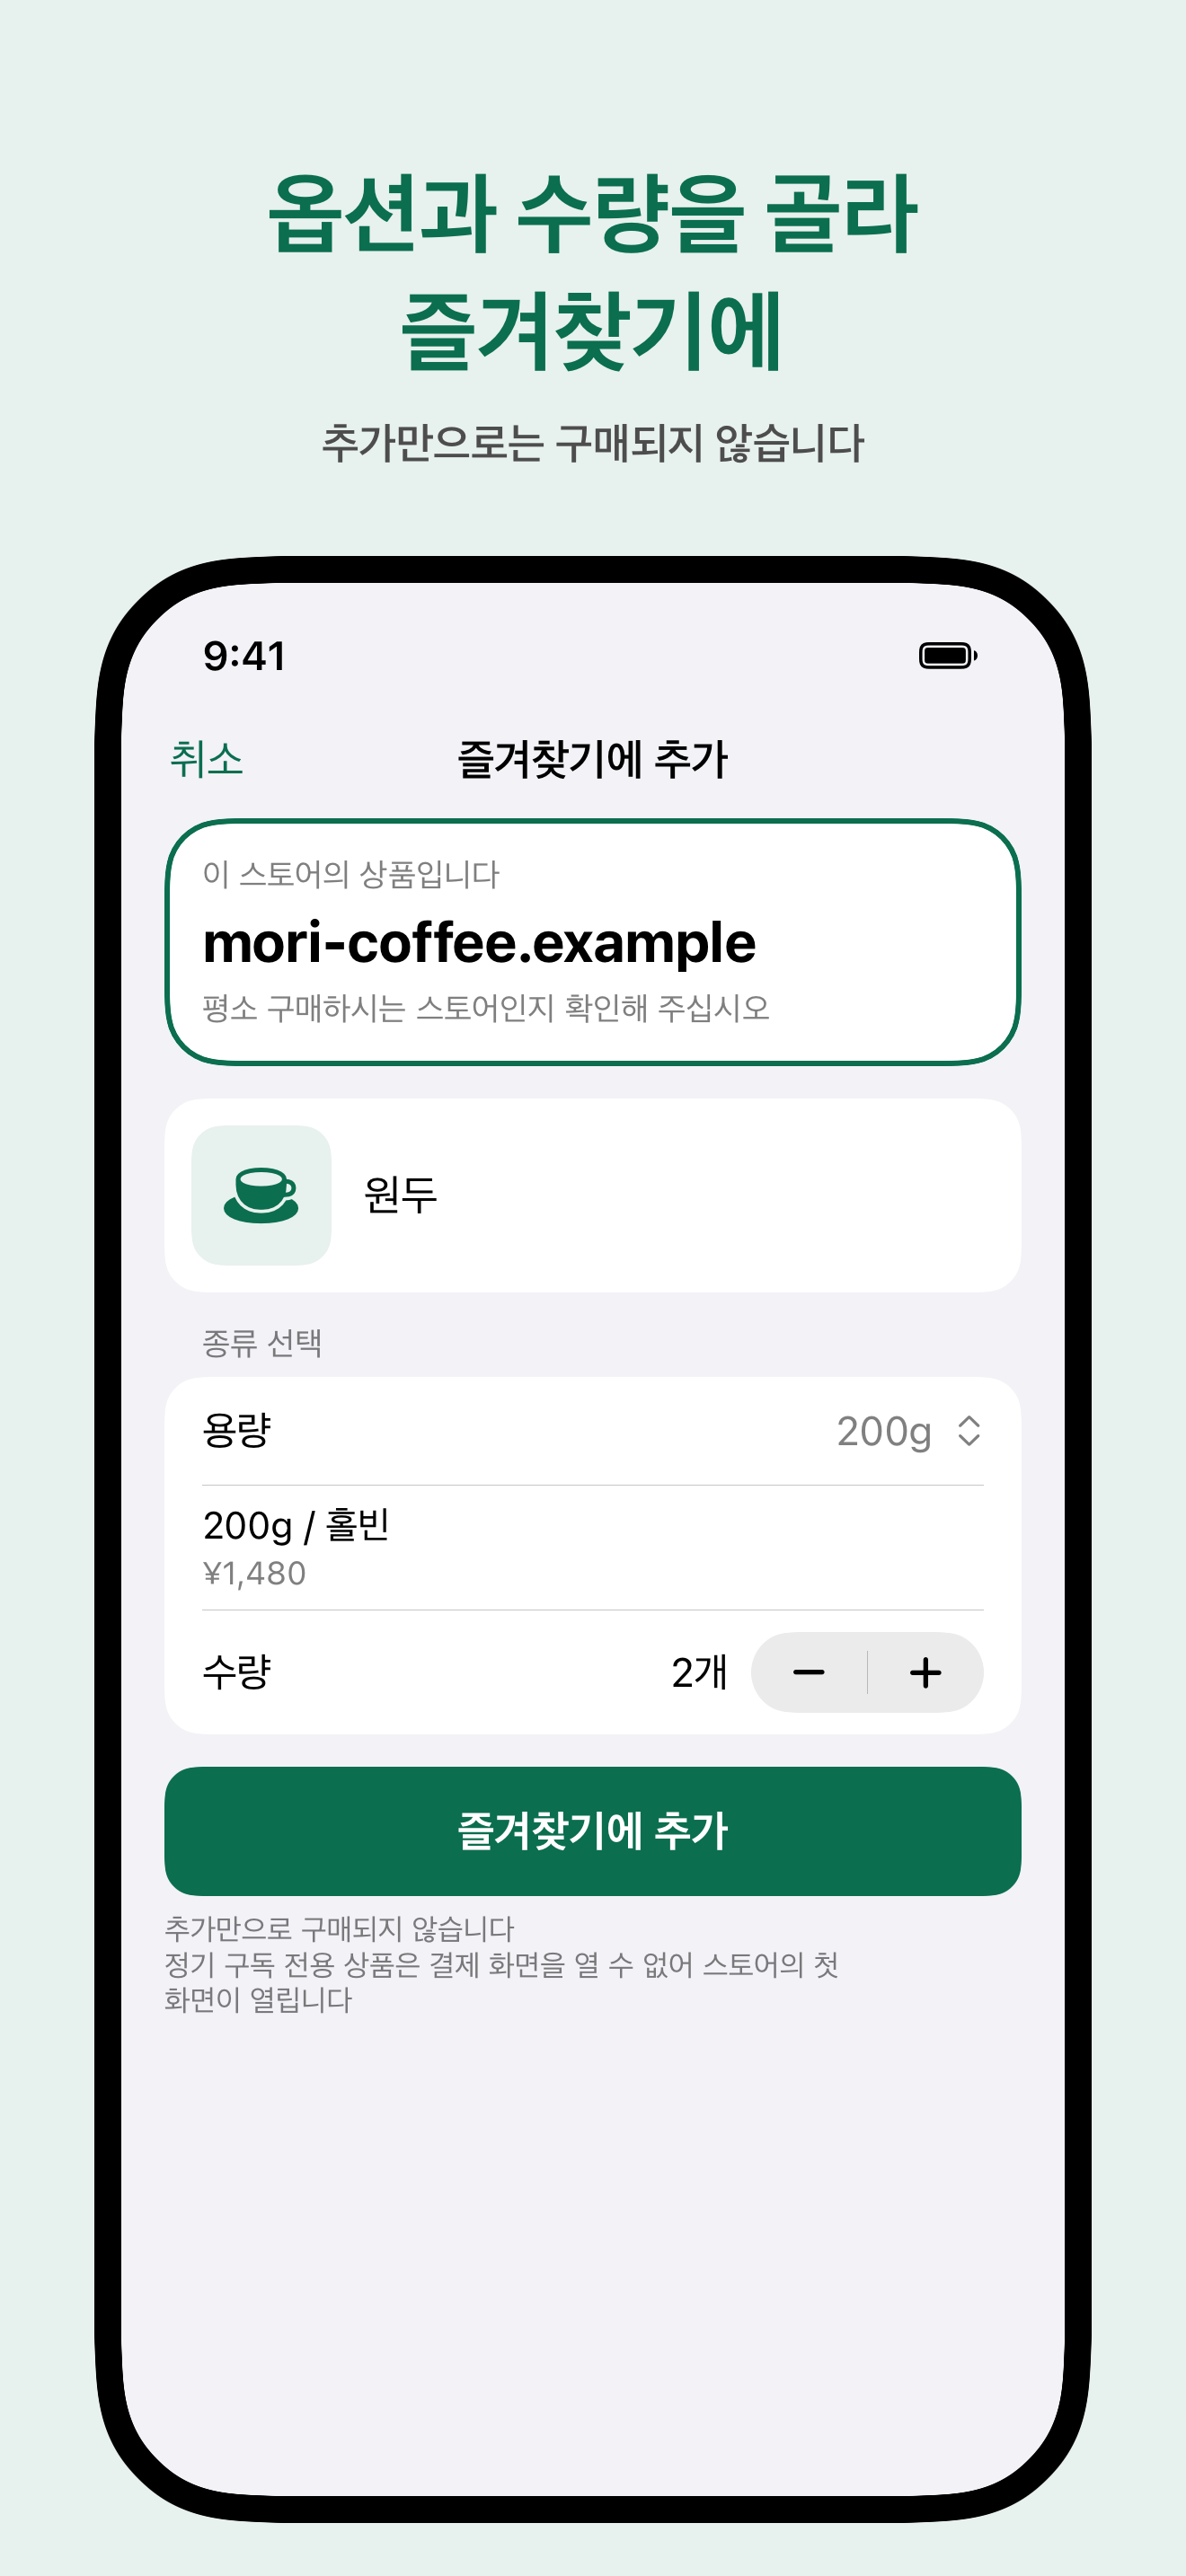 옵션과 수량을 골라
즐겨찾기에
추가만으로는 구매되지 않습니다
9:41
취소
즐겨찾기에 추가
이 스토어의 상품입니다
mori-coffee.example
평소 구매하시는 스토어인지 확인해 주십시오
원두
종류 선택
용량 200g
200g / 홀빈
¥1,480
수량 2개 − +
즐겨찾기에 추가
추가만으로 구매되지 않습니다
정기 구독 전용 상품은 결제 화면을 열 수 없어 스토어의 첫
화면이 열립니다